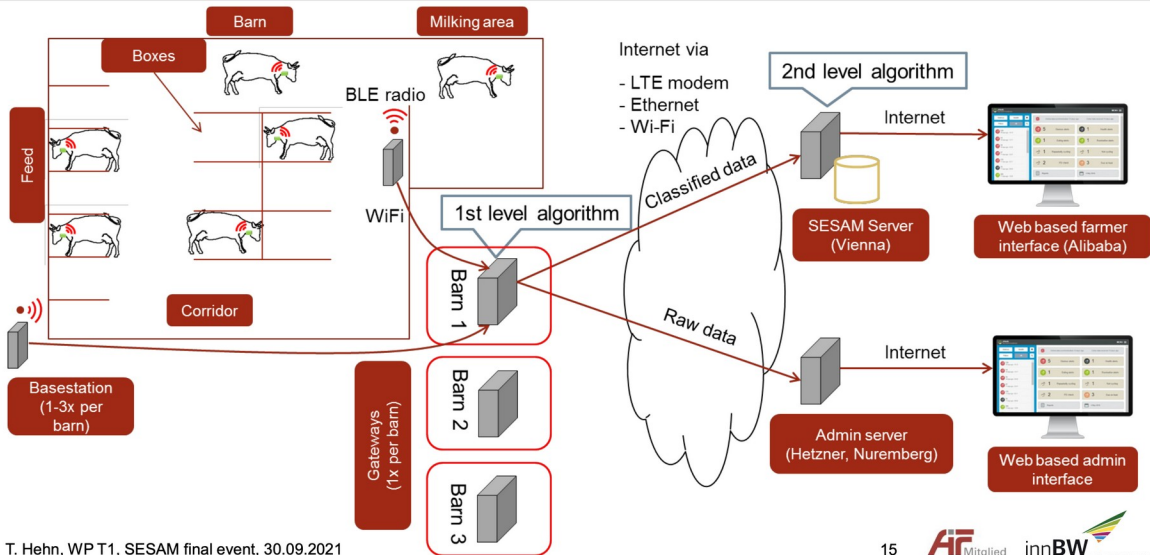 Barn
Milking area
Boxes
BLE radio
Feed
WiFi
Corridor
Basestation
(1-3x per
barn)
1st level algorithm
Barn 1
Barn 2
Barn 3
Gateways
(1x per barn)
Internet via
- LTE modem
- Ethernet
- Wi-Fi
2nd level algorithm
Classified data
Raw data
Internet
SESAM Server
(Vienna)
Web based farmer
interface (Alibaba)
Internet
Admin server
(Hetzner, Nuremberg)
Web based admin
interface
T. Hehn, WP T1, SESAM final event, 30.09.2021
15
AiF
Mitglied
innBW